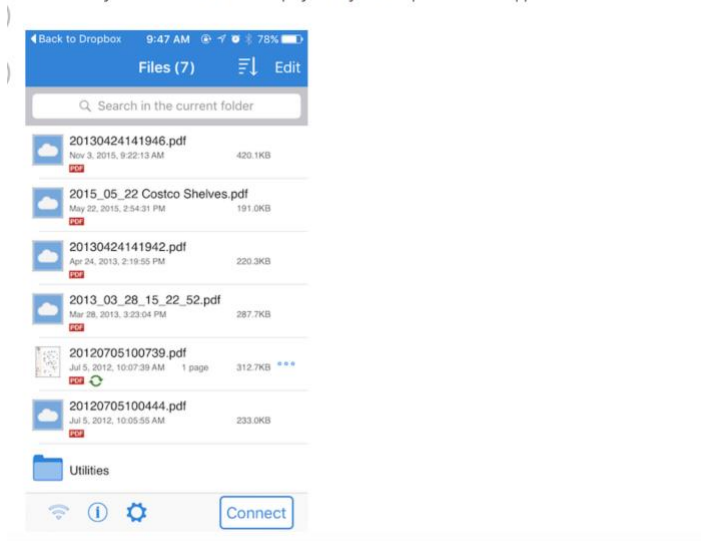 Back to Dropbox 9:47 AM 78%
Files (7) Edit
Search in the current folder
20130424141946.pdf
Nov 3, 2015, 9:22:13 AM 420.1KB
PDF
2015_05_22 Costco Shelves.pdf
May 22, 2015, 2:54:31 PM 191.0KB
PDF
20130424141942.pdf
Apr 24, 2013, 2:19:55 PM 220.3KB
PDF
2013_03_28_15_22_52.pdf
Mar 28, 2013, 3:23:04 PM 287.7KB
PDF
20120705100739.pdf
Jul 5, 2012, 10:07:39 AM 1 page 312.7KB
PDF
20120705100444.pdf
Jul 5, 2012, 10:05:55 AM 233.0KB
PDF
Utilities
Connect